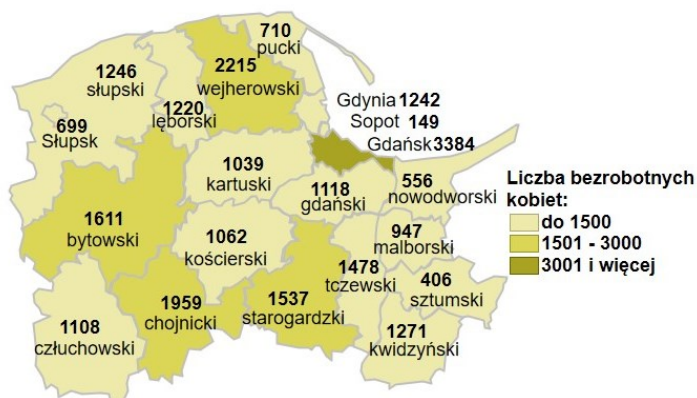 710
pucki
1246
słupski
2215
wejherowski
1220
lęborski
699
Słupsk
Gdynia 1242
Sopot 149
Gdańsk 3384
1039
kartuski
1118
gdański
556
nowodworski
1611
bytowski
1062
kościerski
947
malborski
1478
tczewski
406
sztumski
1959
chojnicki
1537
starogardzki
1108
człuchowski
1271
kwidzyński
Liczba bezrobotnych
kobiet:
do 1500
1501 - 3000
3001 i więcej